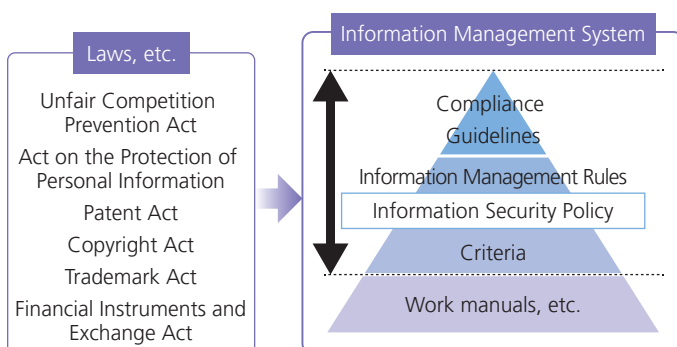 Laws, etc.
Unfair Competition
Prevention Act
Act on the Protection of
Personal Information
Patent Act
Copyright Act
Trademark Act
Financial Instruments and
Exchange Act
Information Management System
Compliance
Guidelines
Information Management Rules
Information Security Policy
Criteria
Work manuals, etc.